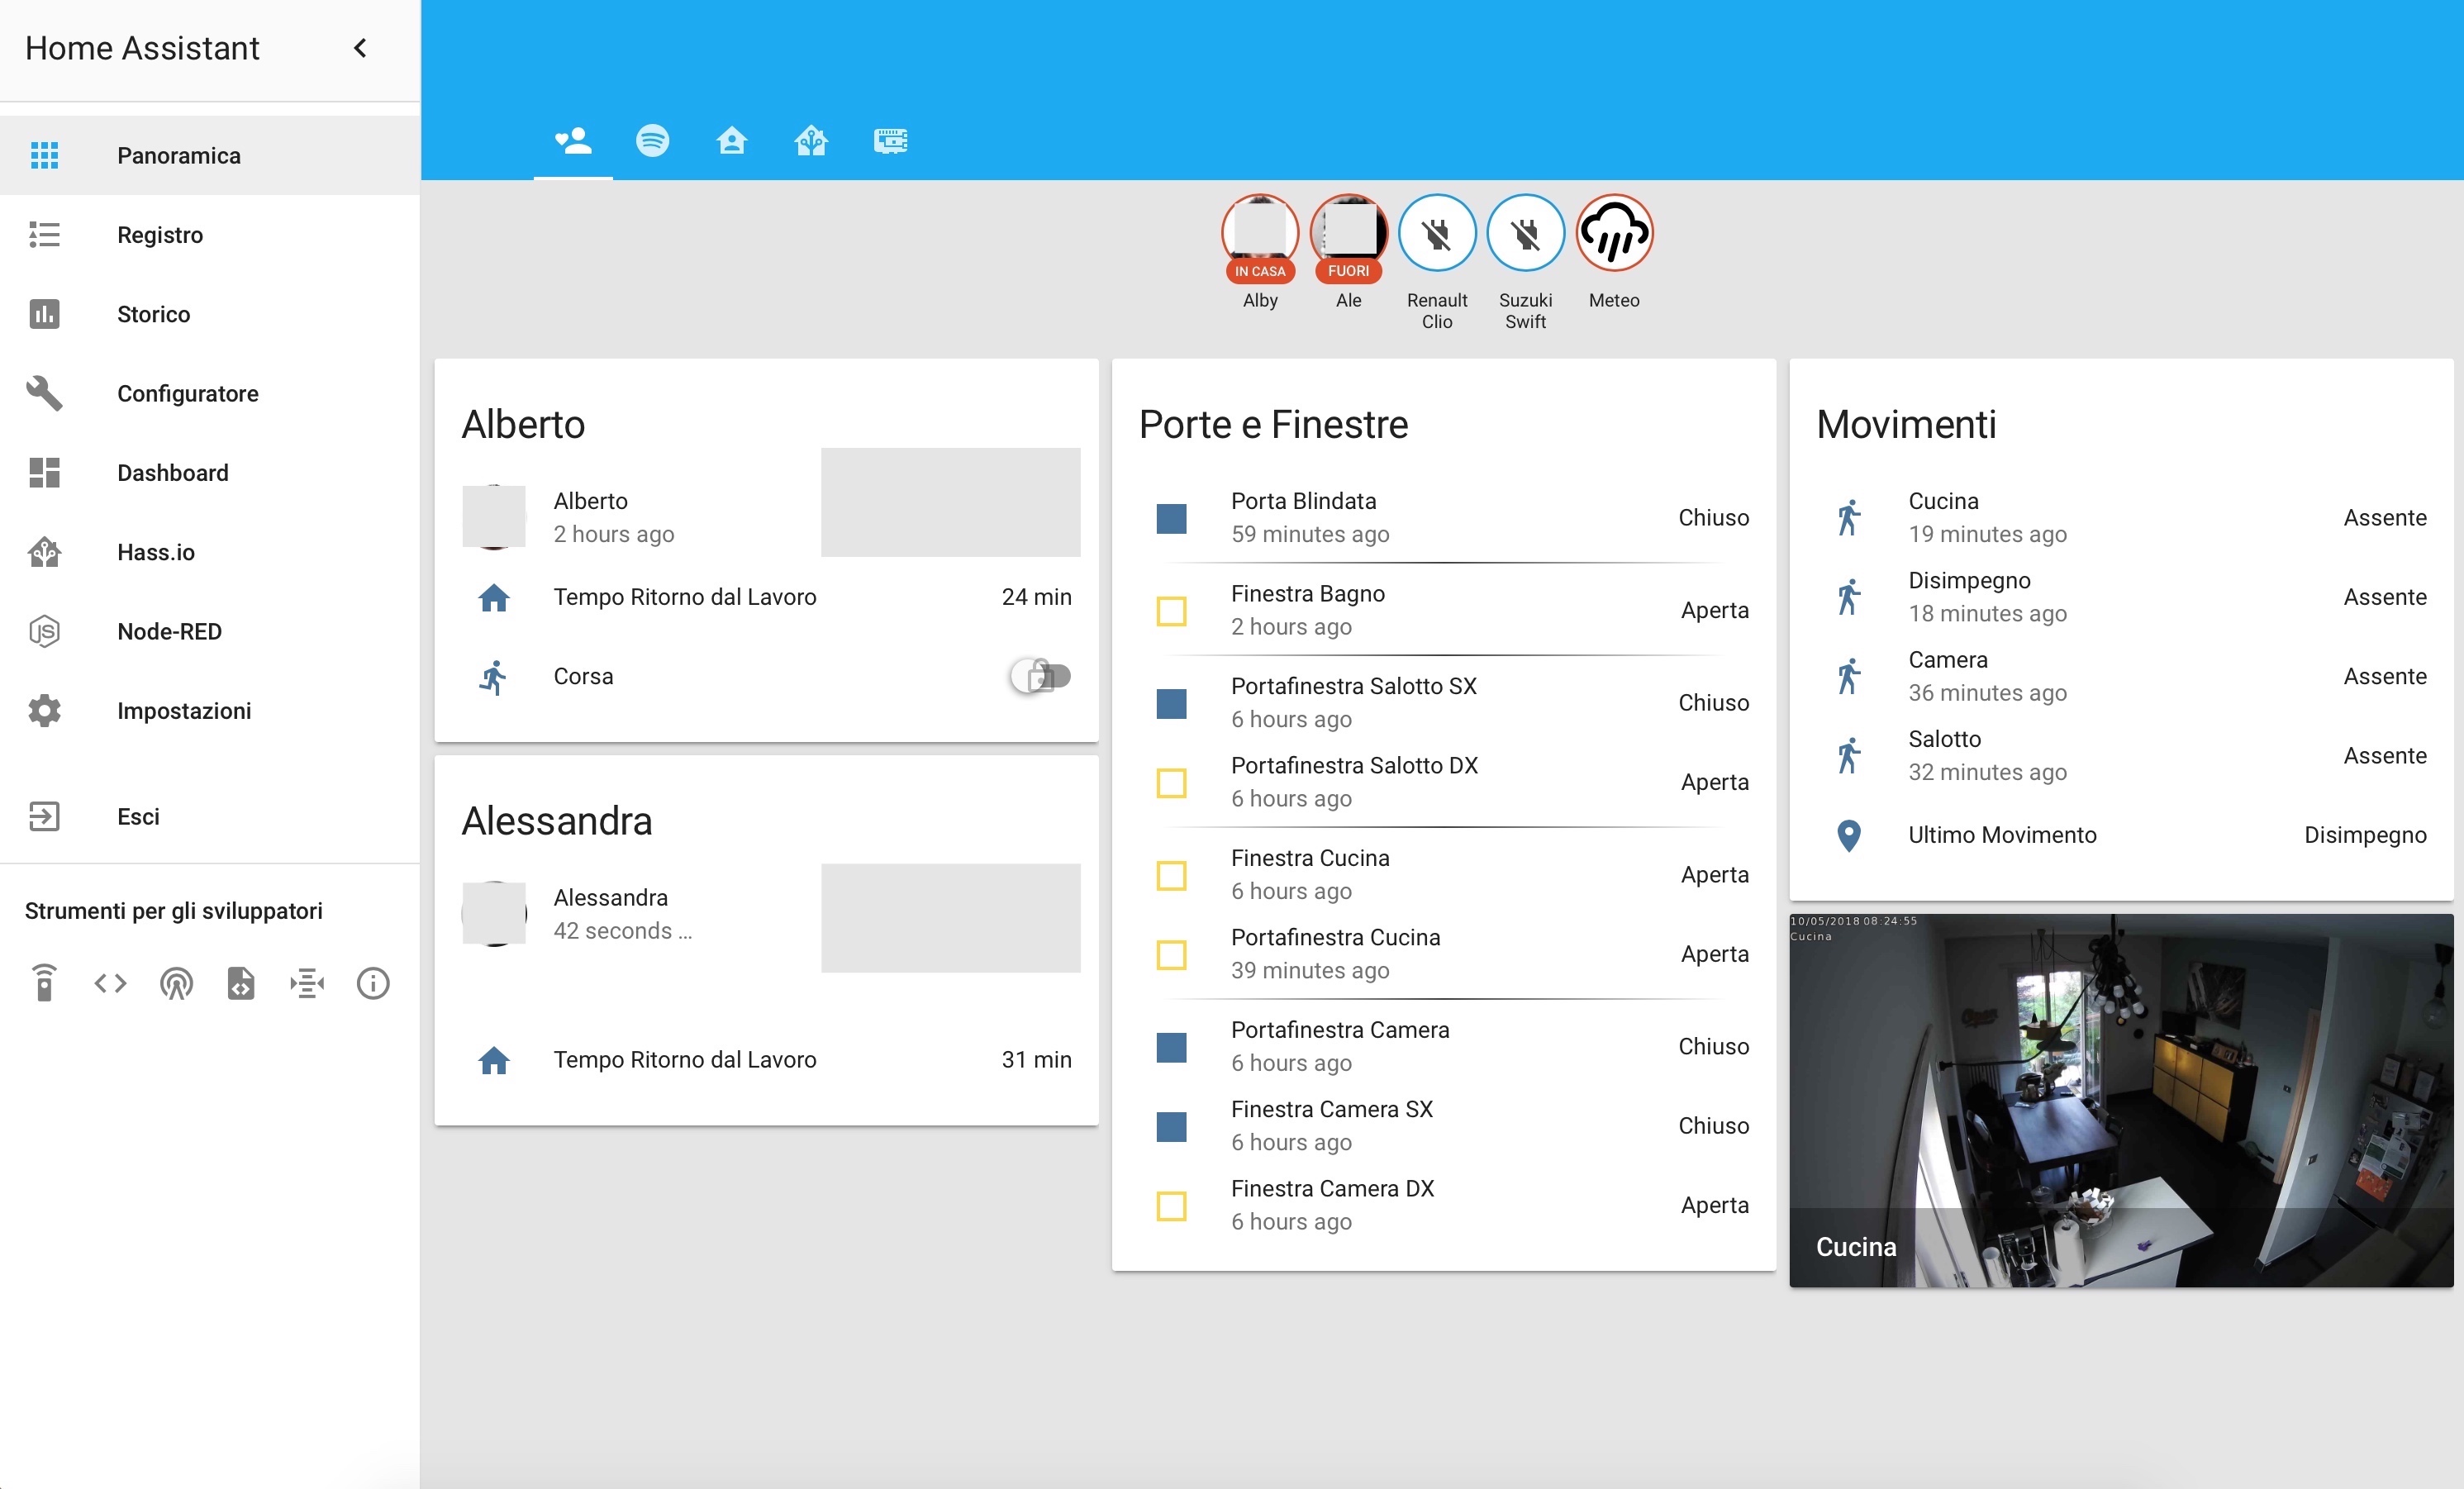 Home Assistant
Panoramica
Registro
Storico
Configuratore
Dashboard
Hass.io
Node-RED
Impostazioni
Esci
Strumenti per gli sviluppatori
IN CASA
Alby
FUORI
Ale
Renault
Clio
Suzuki
Swift
Meteo
Alberto
Alberto
2 hours ago
Tempo Ritorno dal Lavoro 24 min
Corsa
Alessandra
Alessandra
42 seconds ...
Tempo Ritorno dal Lavoro 31 min
Porte e Finestre
Porta Blindata
59 minutes ago
Chiuso
Finestra Bagno
2 hours ago
Aperta
Portafinestra Salotto SX
6 hours ago
Chiuso
Portafinestra Salotto DX
6 hours ago
Aperta
Finestra Cucina
6 hours ago
Aperta
Portafinestra Cucina
39 minutes ago
Aperta
Portafinestra Camera
6 hours ago
Chiuso
Finestra Camera SX
6 hours ago
Chiuso
Finestra Camera DX
6 hours ago
Aperta
Movimenti
Cucina
19 minutes ago
Assente
Disimpegno
18 minutes ago
Assente
Camera
36 minutes ago
Assente
Salotto
32 minutes ago
Assente
Ultimo Movimento Disimpegno
10/05/2018 08:24:55
Cucina
Cucina